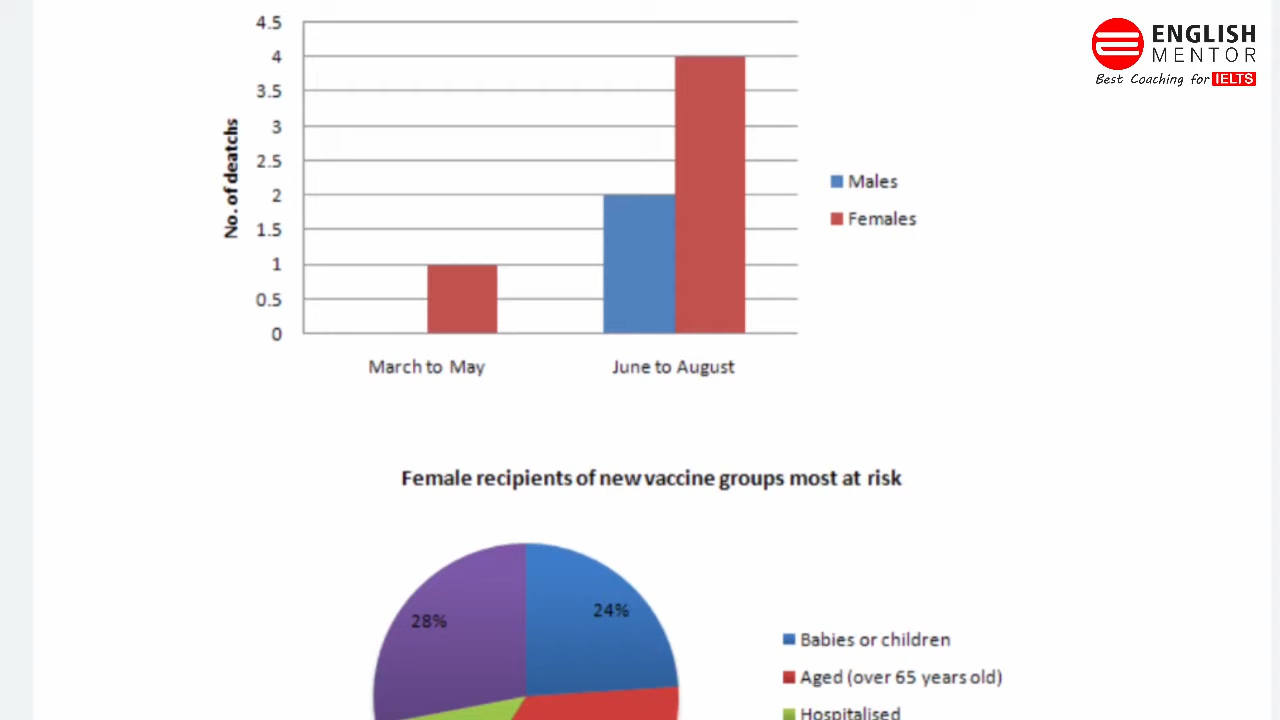 ENGLISH
MENTOR
Best Coaching for IELTS
4.5
4
3.5
3
2.5
2
1.5
1
0.5
0
No. of deatchs
Males
Females
March to May
June to August
Female recipients of new vaccine groups most at risk
28%
24%
Babies or children
Aged (over 65 years old)
Hospitalised